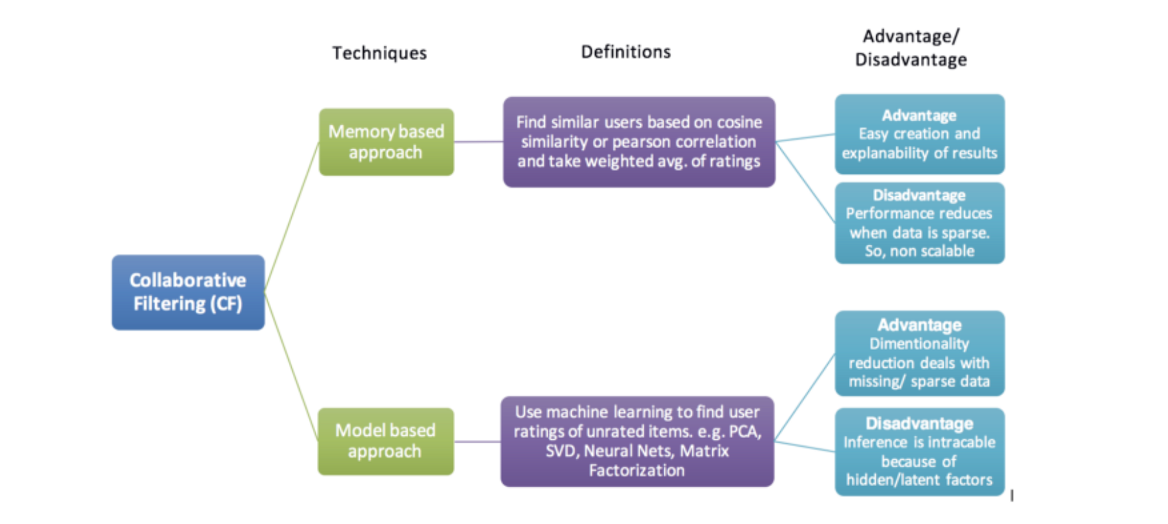 Techniques
Definitions
Advantage/
Disadvantage
Memory based
approach
Find similar users based on cosine
similarity or pearson correlation
and take weighted avg. of ratings
Advantage
Easy creation and
explanability of results
Disadvantage
Performance reduces
when data is sparse.
So, non scalable
Collaborative
Filtering (CF)
Model based
approach
Use machine learning to find user
ratings of unrated items. e.g. PCA,
SVD, Neural Nets, Matrix
Factorization
Advantage
Dimentionality
reduction deals with
missing/ sparse data
Disadvantage
Inference is intracable
because of
hidden/latent factors